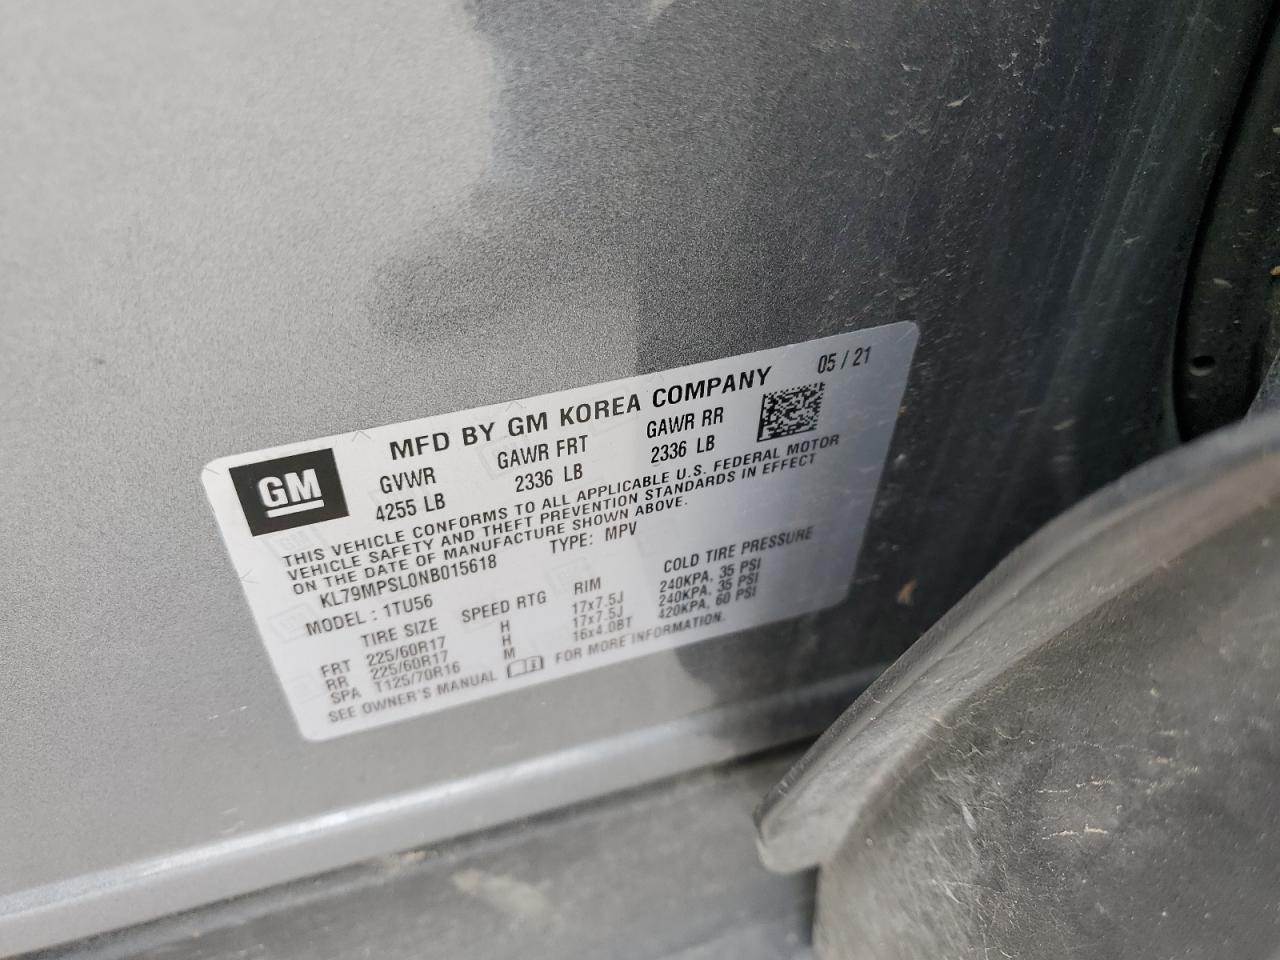 MFD BY GM KOREA COMPANY 05 / 21
GM
GVWR GAWR FRT GAWR RR
4255 LB 2336 LB 2336 LB
THIS VEHICLE CONFORMS TO ALL APPLICABLE U.S. FEDERAL MOTOR
VEHICLE SAFETY AND THEFT PREVENTION STANDARDS IN EFFECT
ON THE DATE OF MANUFACTURE SHOWN ABOVE.
KL79MPSL0NB015618 TYPE: MPV
MODEL : 1TU56
TIRE SIZE SPEED RTG RIM COLD TIRE PRESSURE
FRT 225/60R17 H 17x7.5J 240KPA, 35 PSI
RR 225/60R17 H 17x7.5J 240KPA, 35 PSI
SPA T125/70R16 M 16x4.0BT 420KPA, 60 PSI
SEE OWNER'S MANUAL FOR MORE INFORMATION.